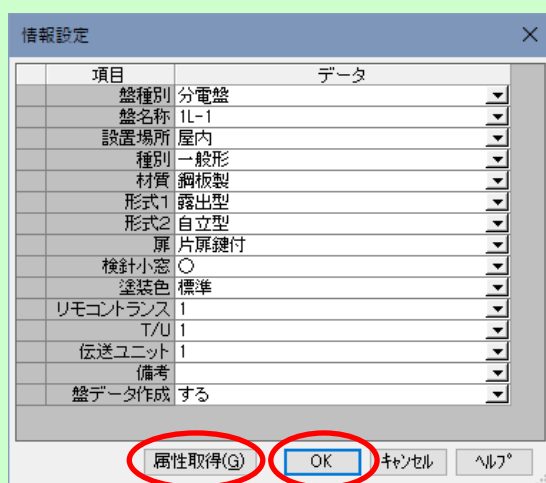 情報設定
項目 データ
盤種別 分電盤
盤名称 1L-1
設置場所 屋内
種別 一般形
材質 鋼板製
形式1 露出型
形式2 自立型
扉 片扉鍵付
検針小窓 ○
塗装色 標準
リモコントランス 1
T/U 1
伝送ユニット 1
備考
盤データ作成 する
属性取得(G) OK キャンセル ヘルプ